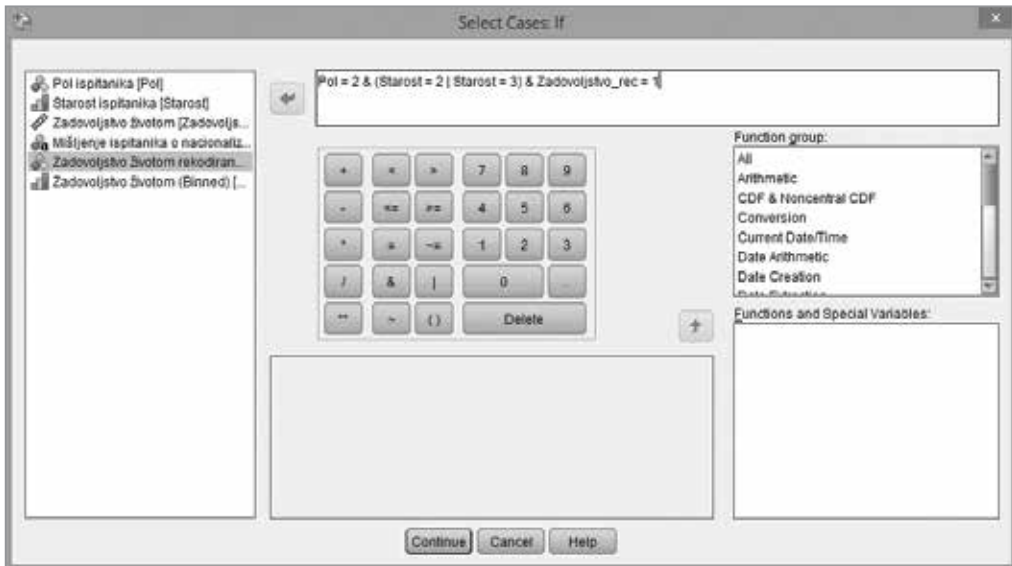 Select Cases: If
Pol ispitanika [Pol]
Starost ispitanika [Starost]
Zadovoljstvo životom [Zadovoljs...
Mišljenje ispitanika o nacionaliz...
Zadovoljstvo životom rekodiran...
Zadovoljstvo životom (Binned) [...
Pol = 2 & (Starost = 2 | Starost = 3) & Zadovoljstvo_rec = 1
+ < > 7 8 9
- <= >= 4 5 6
* = ~= 1 2 3
/ & | 0 .
** ~ ( ) Delete
Function group:
All
Arithmetic
CDF & Noncentral CDF
Conversion
Current Date/Time
Date Arithmetic
Date Creation
Date Extraction
Functions and Special Variables:
Continue Cancel Help